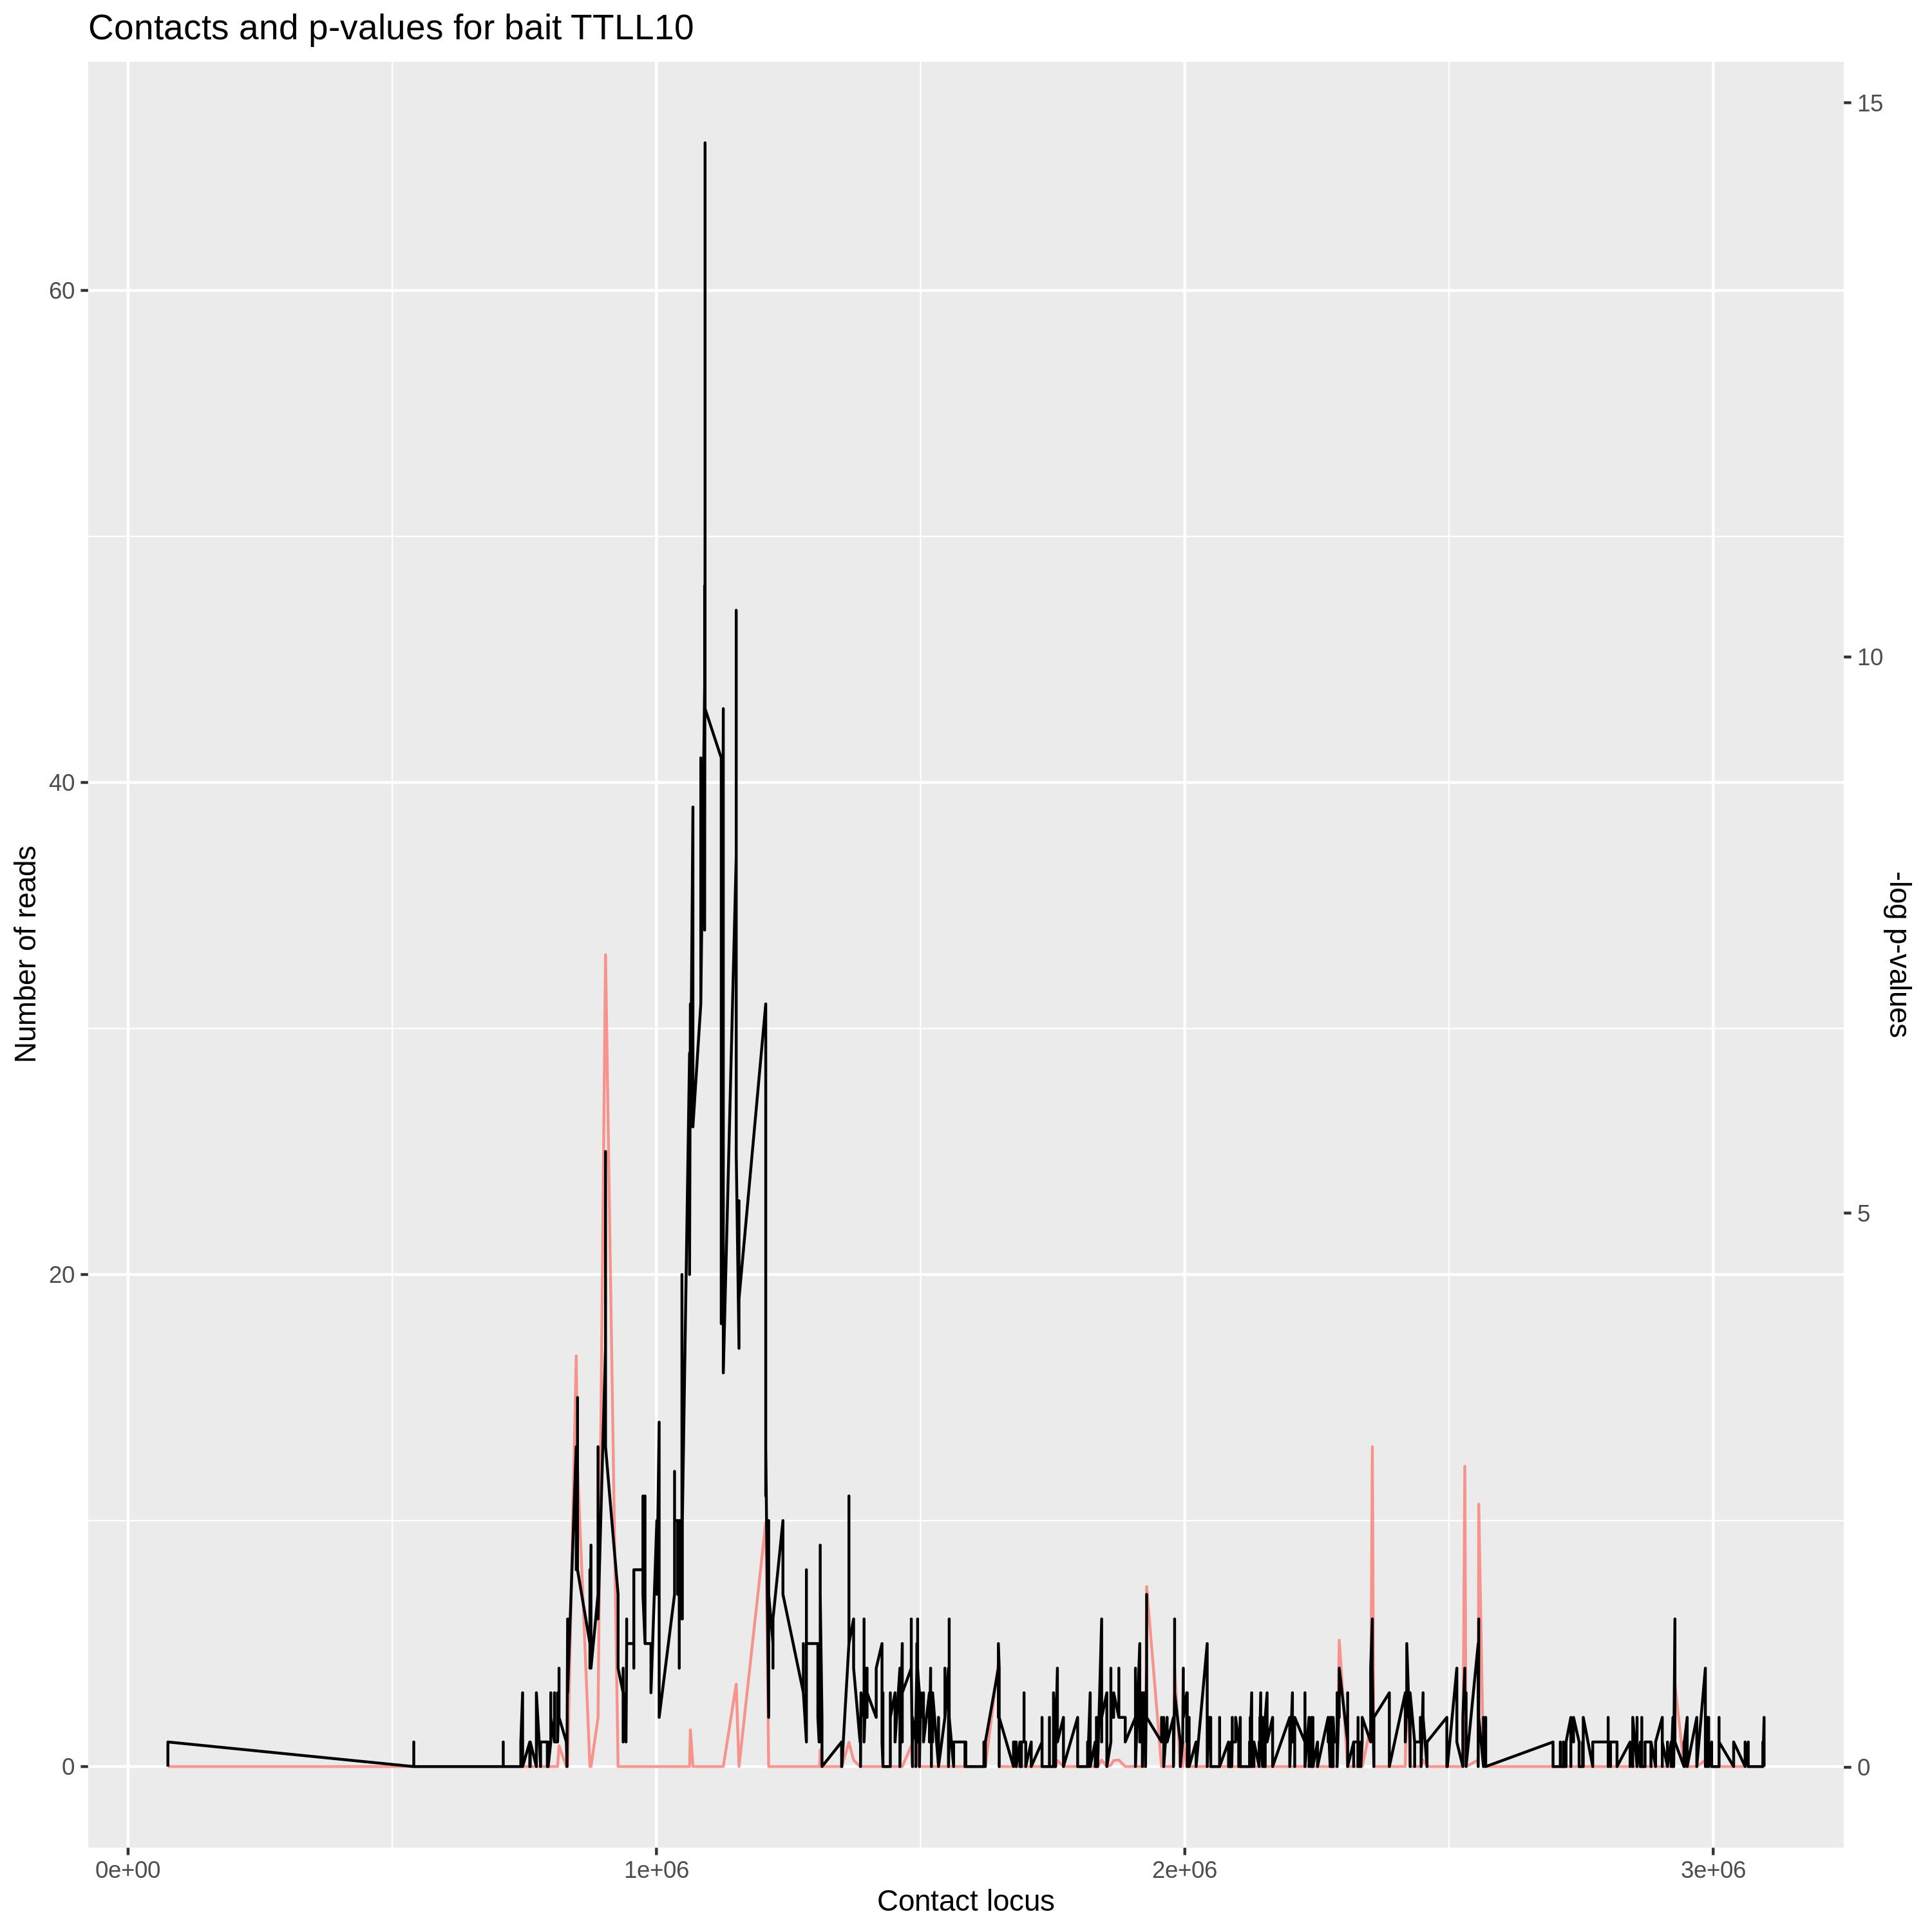 Contacts and p-values for bait TTLL10
60
40
20
0
15
10
5
0
Number of reads
-log p-values
0e+00 1e+06 2e+06 3e+06
Contact locus